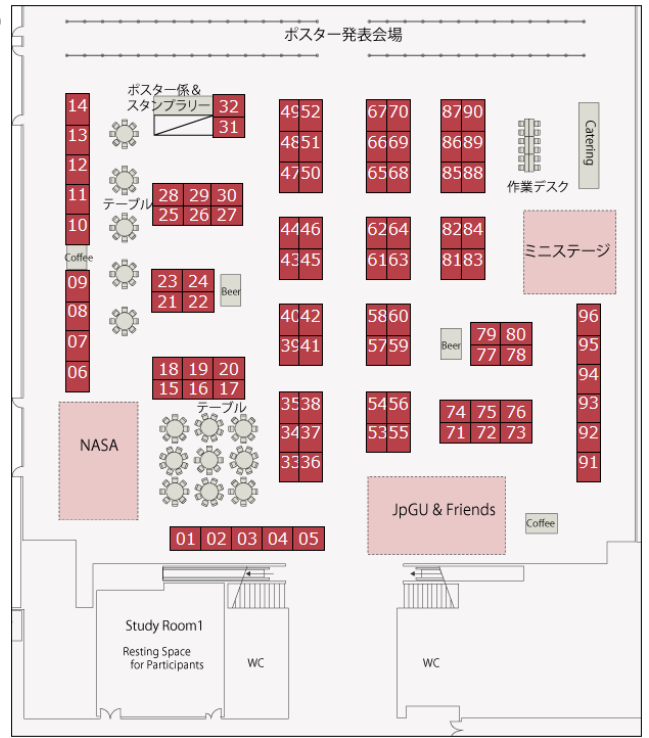 ポスター発表会場
ポスター係&
スタンプラリー
32
31
14
13
12
11
10
Coffee
09
08
07
06
テーブル
28 29 30
25 26 27
23 24
21 22
Beer
18 19 20
15 16 17
テーブル
49 52
48 51
47 50
44 46
43 45
40 42
39 41
35 38
34 37
33 36
67 70
66 69
65 68
62 64
61 63
58 60
57 59
54 56
53 55
87 90
86 89
85 88
82 84
81 83
作業デスク
Catering
ミニステージ
Beer
79 80
77 78
74 75 76
71 72 73
96
95
94
93
92
91
NASA
JpGU & Friends
Coffee
01 02 03 04 05
Study Room1
Resting Space
for Participants
WC
WC